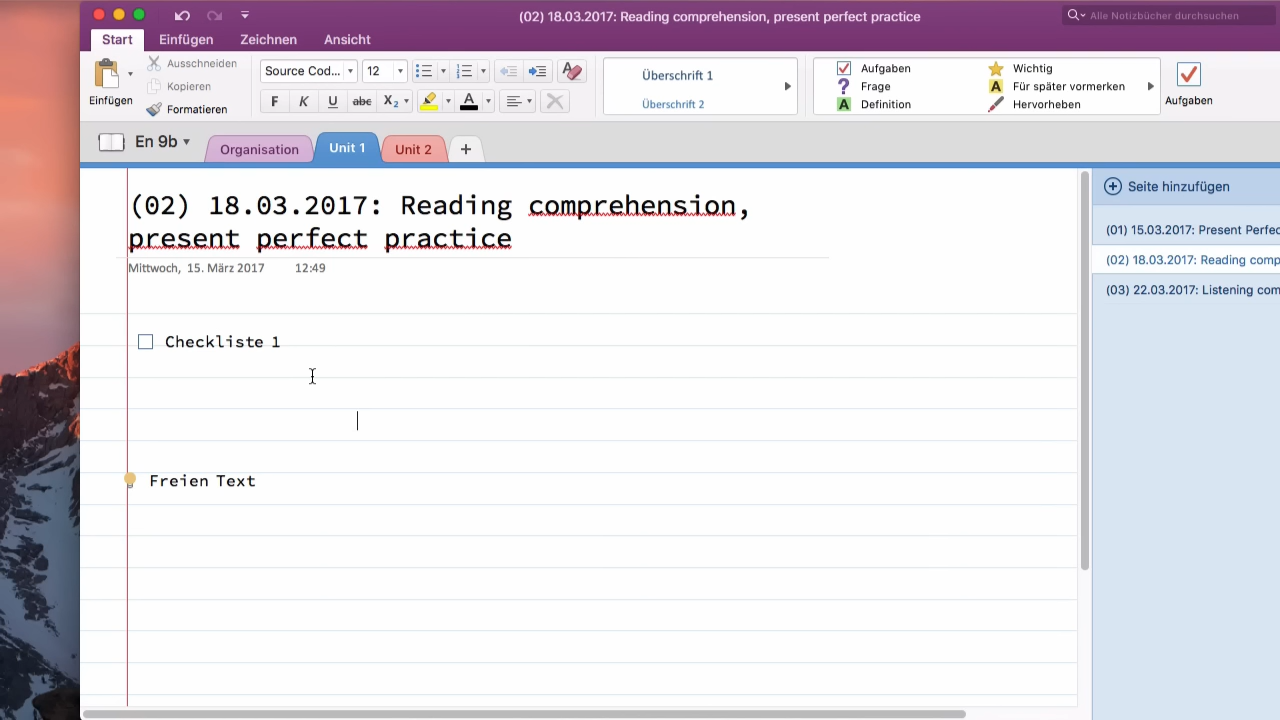 (02) 18.03.2017: Reading comprehension, present perfect practice
Alle Notizbücher durchsuchen
Start Einfügen Zeichnen Ansicht
Einfügen
Ausschneiden
Kopieren
Formatieren
Source Cod... 12
F K U abc X₂ A
Überschrift 1
Überschrift 2
Aufgaben
Frage
Definition
Wichtig
Für später vormerken
Hervorheben
Aufgaben
En 9b Organisation Unit 1 Unit 2 +
(02) 18.03.2017: Reading comprehension,
present perfect practice
Mittwoch, 15. März 2017 12:49
Checkliste 1
Freien Text
Seite hinzufügen
(01) 15.03.2017: Present Perfec
(02) 18.03.2017: Reading comp
(03) 22.03.2017: Listening com